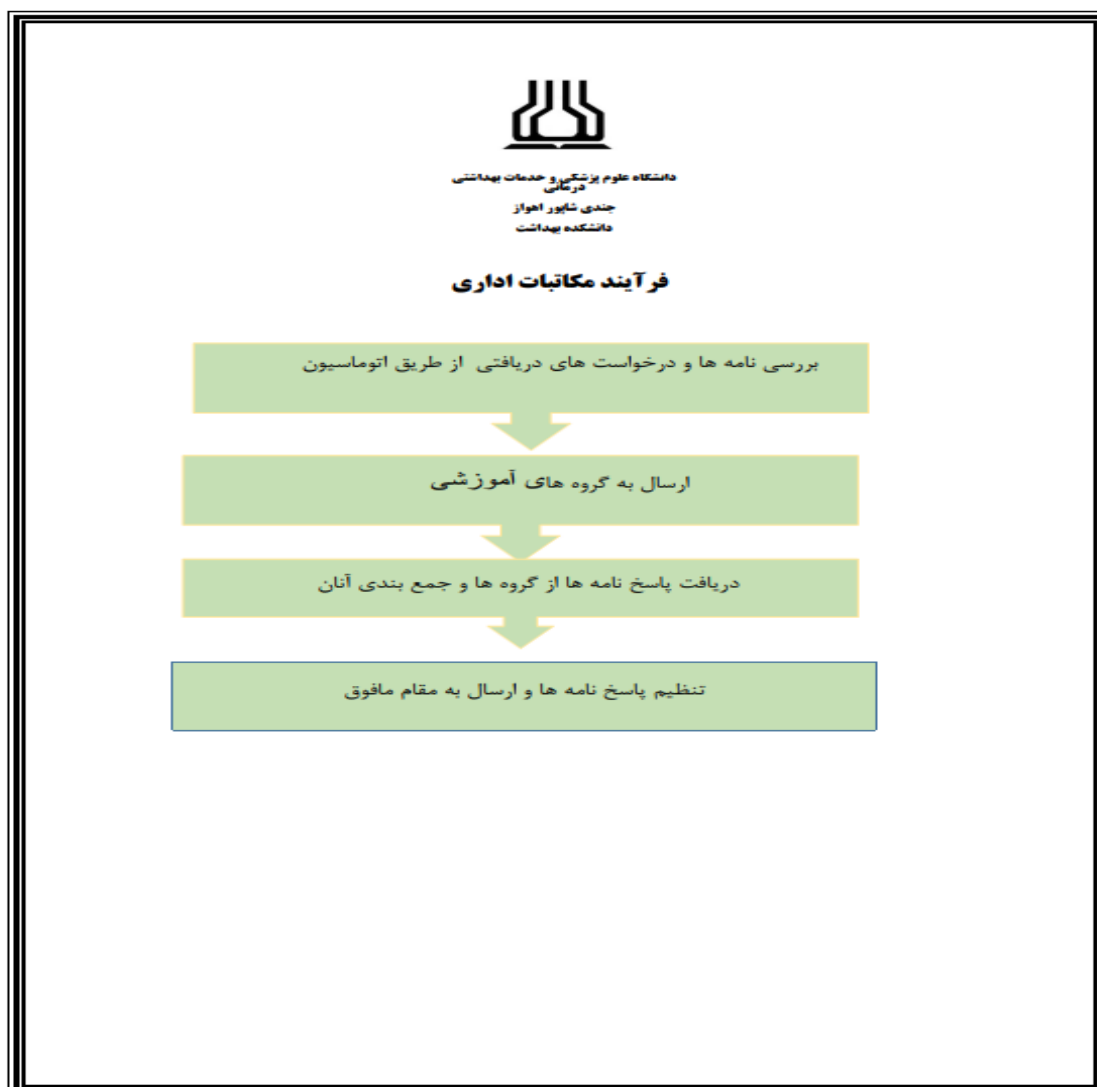 دانشگاه علوم پزشکی و خدمات بهداشتی
درمانی
جندی شاپور اهواز
دانشکده بهداشت
فرآیند مکاتبات اداری
بررسی نامه ها و درخواست های دریافتی از طریق اتوماسیون
ارسال به گروه های آموزشی
دریافت پاسخ نامه ها از گروه ها و جمع بندی آنان
تنظیم پاسخ نامه ها و ارسال به مقام مافوق